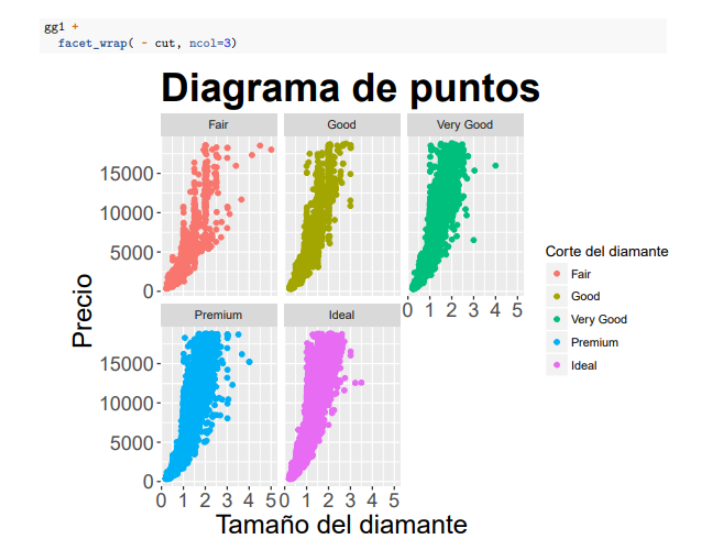 gg1 +
facet_wrap( ~ cut, ncol=3)
Diagrama de puntos
Fair
Good
Very Good
15000
10000
5000
0
0 1 2 3 4 5
Premium
Ideal
15000
10000
5000
0
0 1 2 3 4 5
0 1 2 3 4 5
Precio
Tamaño del diamante
Corte del diamante
Fair
Good
Very Good
Premium
Ideal